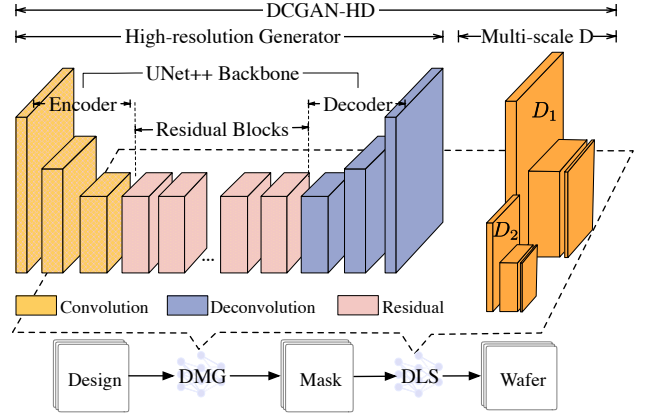 DCGAN-HD
High-resolution Generator
Multi-scale D
UNet++ Backbone
Encoder
Decoder
Residual Blocks
D₁
D₂
...
Convolution
Deconvolution
Residual
Design
DMG
Mask
DLS
Wafer